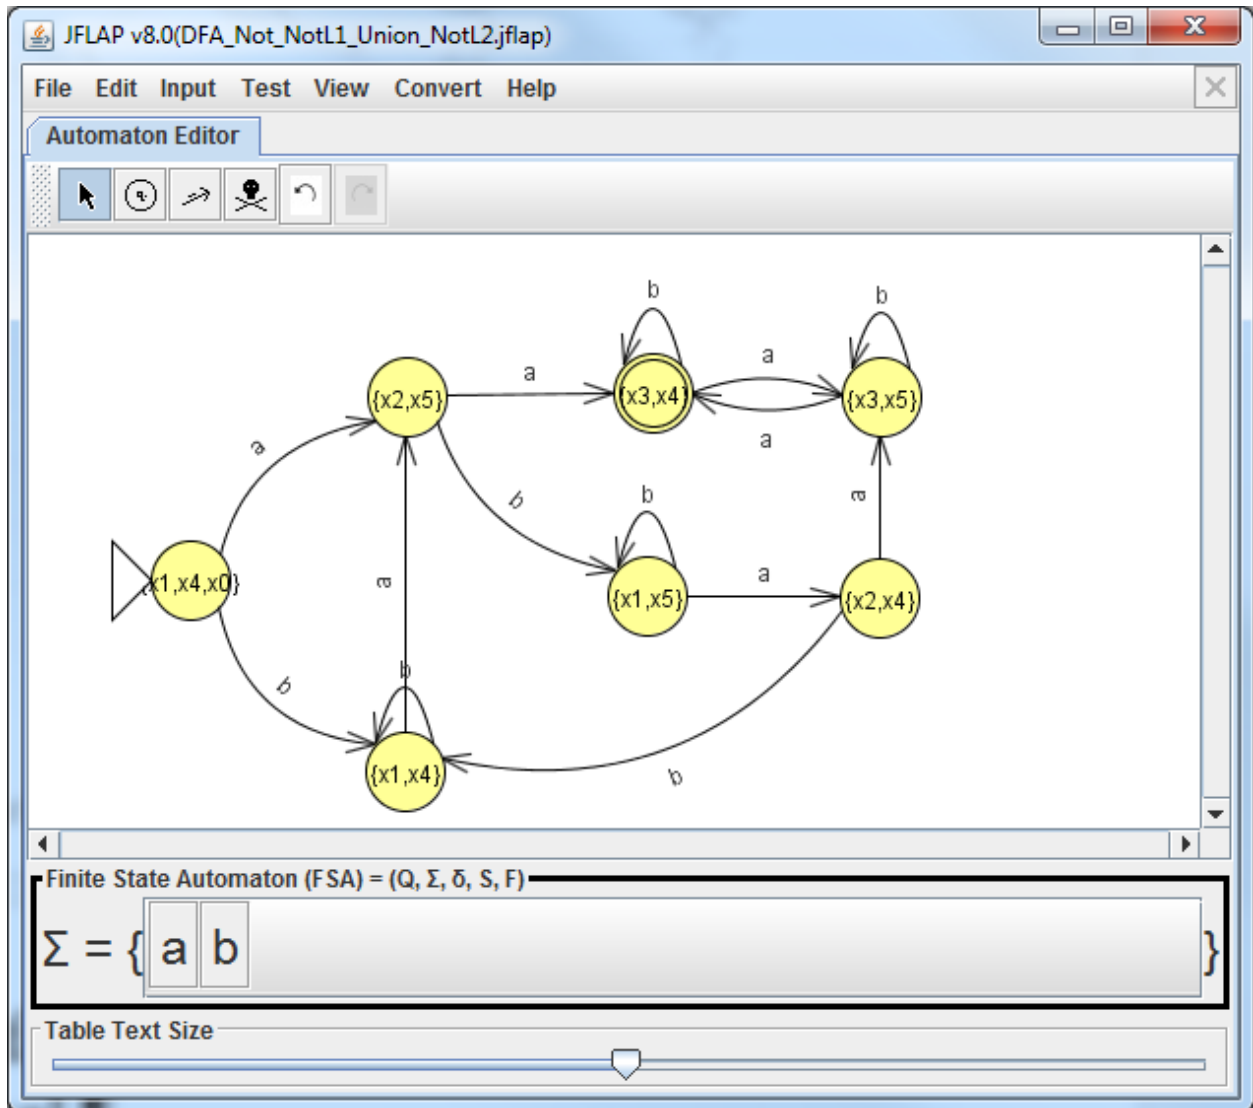 JFLAP v8.0(DFA_Not_NotL1_Union_NotL2.jflap)
File Edit Input Test View Convert Help
Automaton Editor
q
b
b
a
a
{x2,x5}
{x3,x4}
{x3,x5}
a
a
b
b
a
a
a
{x1,x4,x0}
{x1,x5}
{x2,x4}
b
b
{x1,x4}
b
Finite State Automaton (FSA) = (Q, Σ, δ, S, F)
Σ = { a b }
Table Text Size